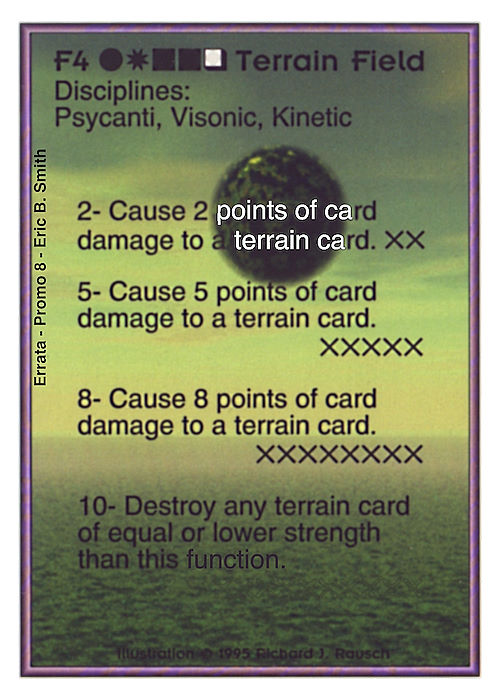 F4 Terrain Field
Disciplines:
Psycanti, Visonic, Kinetic
2- Cause 2 points of card
damage to a terrain card. XX
5- Cause 5 points of card
damage to a terrain card.
XXXXX
8- Cause 8 points of card
damage to a terrain card.
XXXXXXXX
10- Destroy any terrain card
of equal or lower strength
than this function.
Illustration © 1995 Richard J. Rausch
Errata - Promo 8 - Eric B. Smith